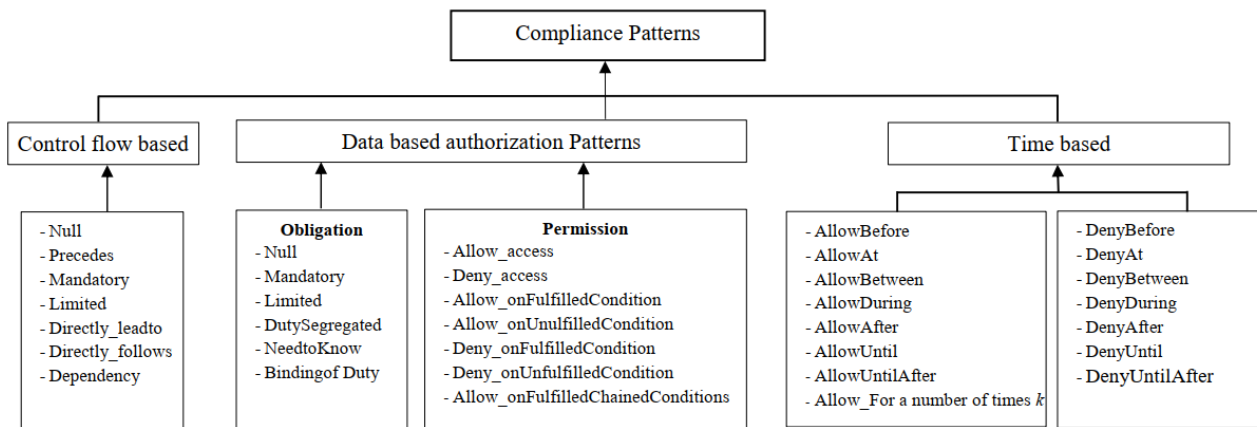 Compliance Patterns
Control flow based
Data based authorization Patterns
Time based
- Null
- Precedes
- Mandatory
- Limited
- Directly_leadto
- Directly_follows
- Dependency
Obligation
- Null
- Mandatory
- Limited
- DutySegregated
- NeedtoKnow
- Bindingof Duty
Permission
- Allow_access
- Deny_access
- Allow_onFulfilledCondition
- Allow_onUnulfilledCondition
- Deny_onFulfilledCondition
- Deny_onUnfulfilledCondition
- Allow_onFulfilledChainedConditions
- AllowBefore
- AllowAt
- AllowBetween
- AllowDuring
- AllowAfter
- AllowUntil
- AllowUntilAfter
- Allow_For a number of times k
- DenyBefore
- DenyAt
- DenyBetween
- DenyDuring
- DenyAfter
- DenyUntil
- DenyUntilAfter